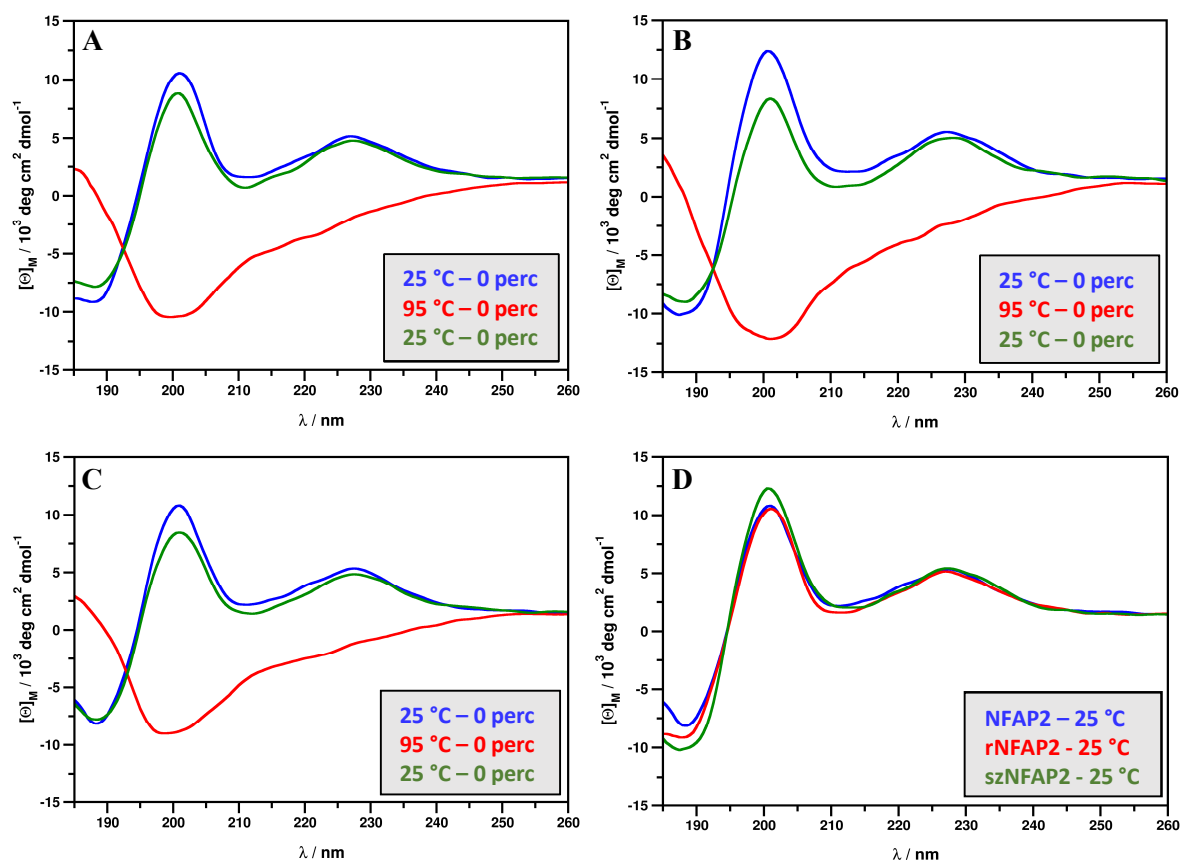 A
15
10
5
0
-5
-10
-15
[Θ]M / 10³ deg cm² dmol⁻¹
190 200 210 220 230 240 250 260
λ / nm
25 °C – 0 perc
95 °C – 0 perc
25 °C – 0 perc
B
15
10
5
0
-5
-10
-15
[Θ]M / 10³ deg cm² dmol⁻¹
190 200 210 220 230 240 250 260
λ / nm
25 °C – 0 perc
95 °C – 0 perc
25 °C – 0 perc
C
15
10
5
0
-5
-10
-15
[Θ]M / 10³ deg cm² dmol⁻¹
190 200 210 220 230 240 250 260
λ / nm
25 °C – 0 perc
95 °C – 0 perc
25 °C – 0 perc
D
15
10
5
0
-5
-10
-15
[Θ]M / 10³ deg cm² dmol⁻¹
190 200 210 220 230 240 250 260
λ / nm
NFAP2 – 25 °C
rNFAP2 - 25 °C
szNFAP2 - 25 °C